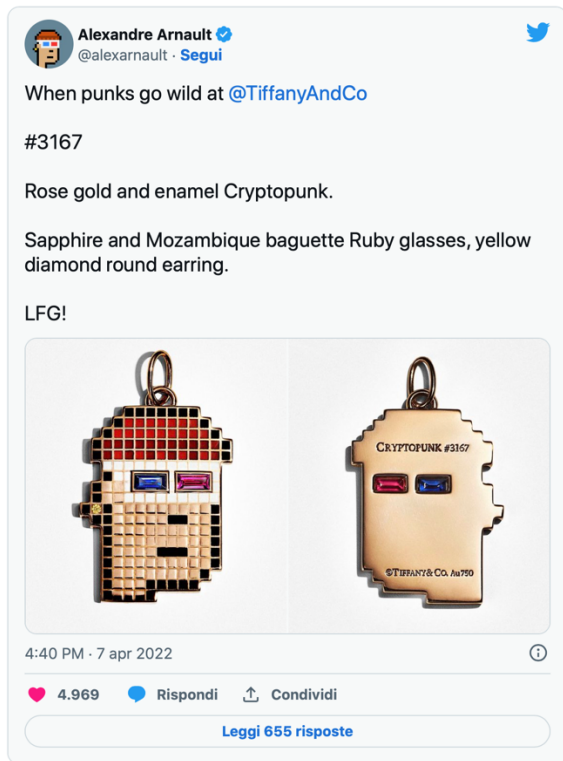 Alexandre Arnault
@alexarnault · Segui
When punks go wild at @TiffanyAndCo
#3167
Rose gold and enamel Cryptopunk.
Sapphire and Mozambique baguette Ruby glasses, yellow
diamond round earring.
LFG!
CRYPTOPUNK #3167
©TIFFANY&CO. Au750
4:40 PM · 7 apr 2022
4.969 Rispondi Condividi
Leggi 655 risposte